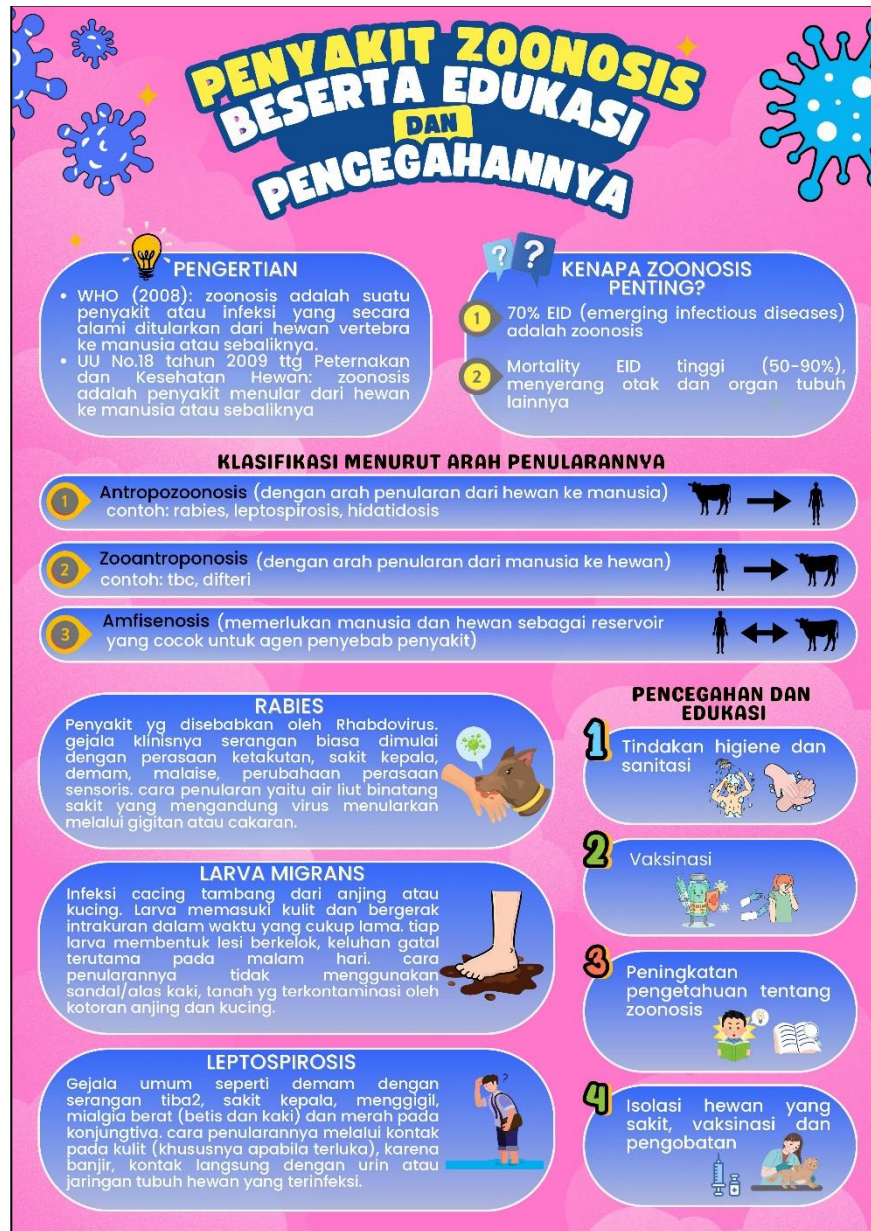 PENYAKIT ZOONOSIS
BESERTA EDUKASI
DAN
PENCEGAHANNYA
PENGERTIAN
• WHO (2008): zoonosis adalah suatu
penyakit atau infeksi yang secara
alami ditularkan dari hewan vertebra
ke manusia atau sebaliknya.
• UU No.18 tahun 2009 ttg Peternakan
dan Kesehatan Hewan: zoonosis
adalah penyakit menular dari hewan
ke manusia atau sebaliknya
? ?
KENAPA ZOONOSIS
PENTING?
1 70% EID (emerging infectious diseases)
adalah zoonosis
2 Mortality EID tinggi (50-90%),
menyerang otak dan organ tubuh
lainnya
KLASIFIKASI MENURUT ARAH PENULARANNYA
1 Antropozoonosis (dengan arah penularan dari hewan ke manusia)
contoh: rabies, leptospirosis, hidatidosis
2 Zooantroponosis (dengan arah penularan dari manusia ke hewan)
contoh: tbc, difteri
3 Amfisenosis (memerlukan manusia dan hewan sebagai reservoir
yang cocok untuk agen penyebab penyakit)
RABIES
Penyakit yg disebabkan oleh Rhabdovirus.
gejala klinisnya serangan biasa dimulai
dengan perasaan ketakutan, sakit kepala,
demam, malaise, perubahaan perasaan
sensoris. cara penularan yaitu air liut binatang
sakit yang mengandung virus menularkan
melalui gigitan atau cakaran.
LARVA MIGRANS
Infeksi cacing tambang dari anjing atau
kucing. Larva memasuki kulit dan bergerak
intrakuran dalam waktu yang cukup lama. tiap
larva membentuk lesi berkelok, keluhan gatal
terutama pada malam hari. cara
penularannya tidak menggunakan
sandal/alas kaki, tanah yg terkontaminasi oleh
kotoran anjing dan kucing.
LEPTOSPIROSIS
Gejala umum seperti demam dengan
serangan tiba2, sakit kepala, menggigil,
mialgia berat (betis dan kaki) dan merah pada
konjungtiva. cara penularannya melalui kontak
pada kulit (khususnya apabila terluka), karena
banjir, kontak langsung dengan urin atau
jaringan tubuh hewan yang terinfeksi.
PENCEGAHAN DAN
EDUKASI
1 Tindakan higiene dan
sanitasi
2 Vaksinasi
3 Peningkatan
pengetahuan tentang
zoonosis
4 Isolasi hewan yang
sakit, vaksinasi dan
pengobatan